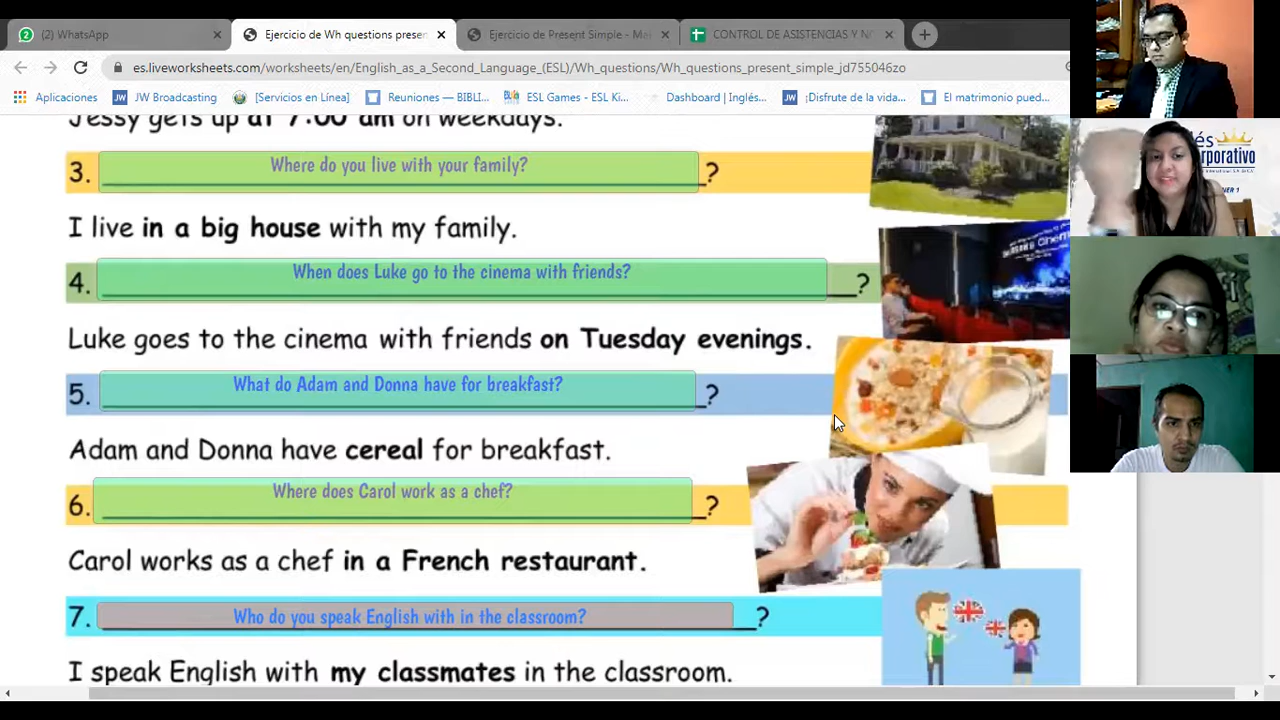 (2) WhatsApp
Ejercicio de Wh questions presen
Ejercicio de Present Simple - Ma
CONTROL DE ASISTENCIAS Y N
es.liveworksheets.com/worksheets/en/English_as_a_Second_Language_(ESL)/Wh_questions/Wh_questions_present_simple_jd755046zo
Aplicaciones
JW Broadcasting
[Servicios en Línea]
Reuniones — BIBLI...
ESL Games - ESL Ki...
Dashboard | Inglés...
¡Disfrute de la vida...
El matrimonio pued...
Jessy gets up at 7:00 am on weekdays.
3. Where do you live with your family? ?
I live in a big house with my family.
4. When does Luke go to the cinema with friends? ?
Luke goes to the cinema with friends on Tuesday evenings.
5. What do Adam and Donna have for breakfast? ?
Adam and Donna have cereal for breakfast.
6. Where does Carol work as a chef? ?
Carol works as a chef in a French restaurant.
7. Who do you speak English with in the classroom? ?
I speak English with my classmates in the classroom.
és
orporativo
NER 1